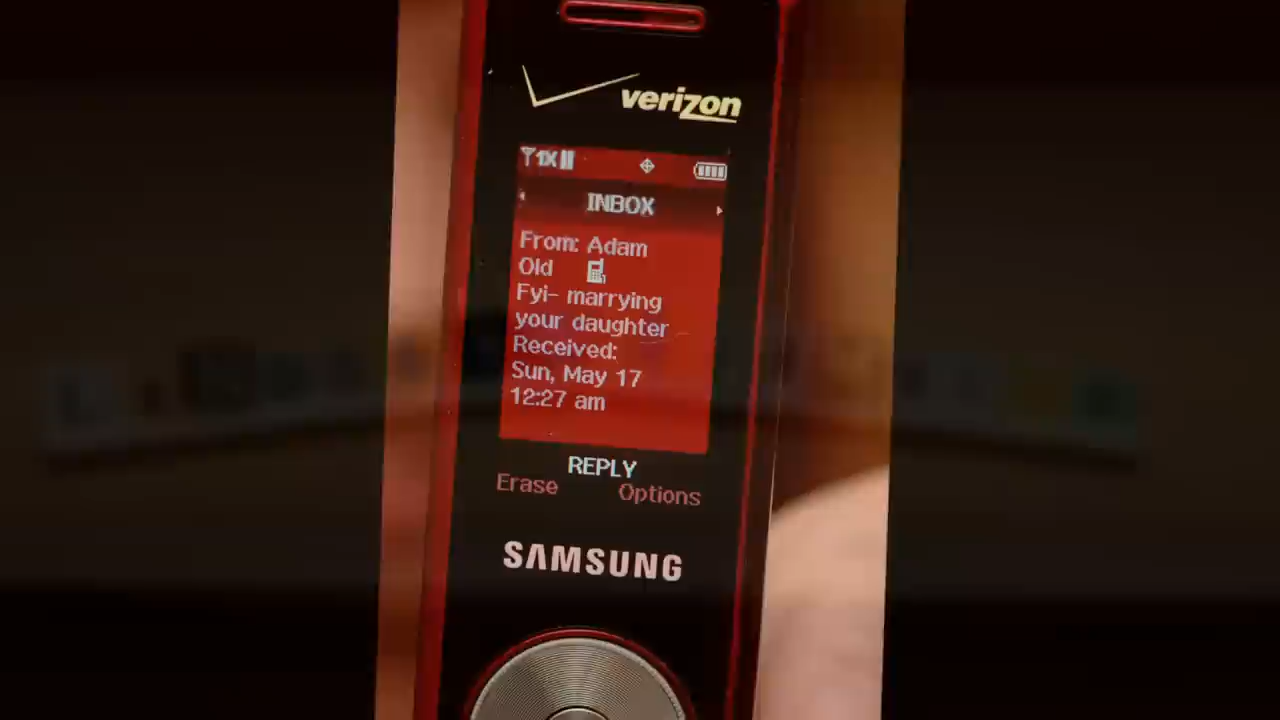 verizon
1X
INBOX
From: Adam
Old
Fyi- marrying
your daughter
Received:
Sun, May 17
12:27 am
REPLY
Erase Options
SAMSUNG